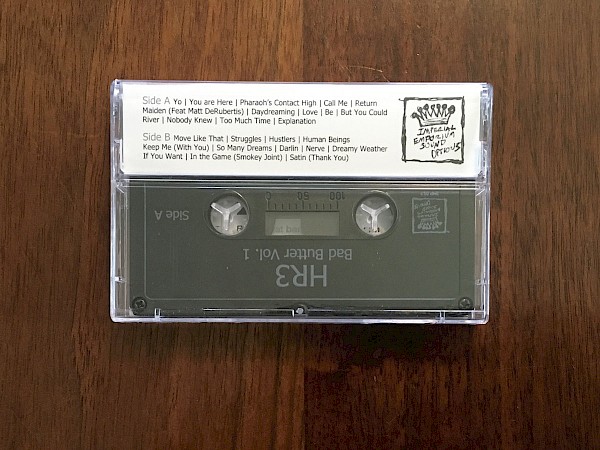 Side A Yo | You are Here | Pharaoh's Contact High | Call Me | Return
Maiden (Feat Matt DeRubertis) | Daydreaming | Love | Be | But You Could
River | Nobody Knew | Too Much Time | Explanation
Side B Move Like That | Struggles | Hustlers | Human Beings
Keep Me (With You) | So Many Dreams | Darlin | Nerve | Dreamy Weather
If You Want | In the Game (Smokey Joint) | Satin (Thank You)
IMPERIAL
EMPORIUM
SOUND
Side A
100 50 0
HR3
Bad Butter Vol. 1